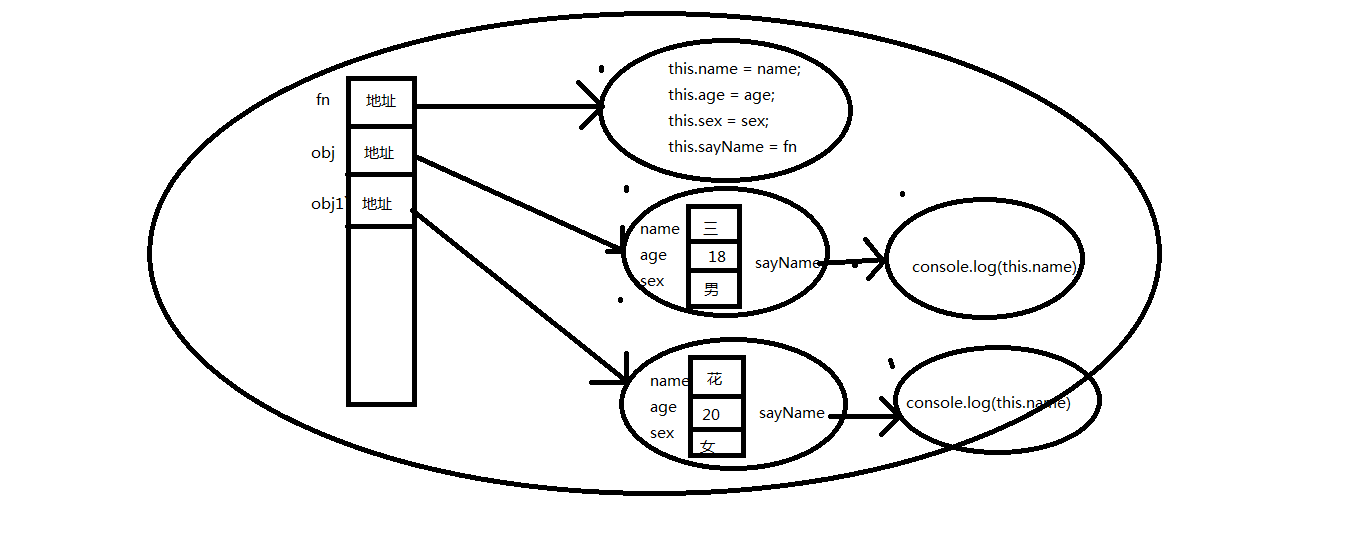 fn
地址
this.name = name;
this.age = age;
this.sex = sex;
this.sayName = fn
obj
地址
obj1
地址
name
三
age
18
sex
男
sayName
console.log(this.name)
name
花
age
20
sex
女
sayName
console.log(this.name)